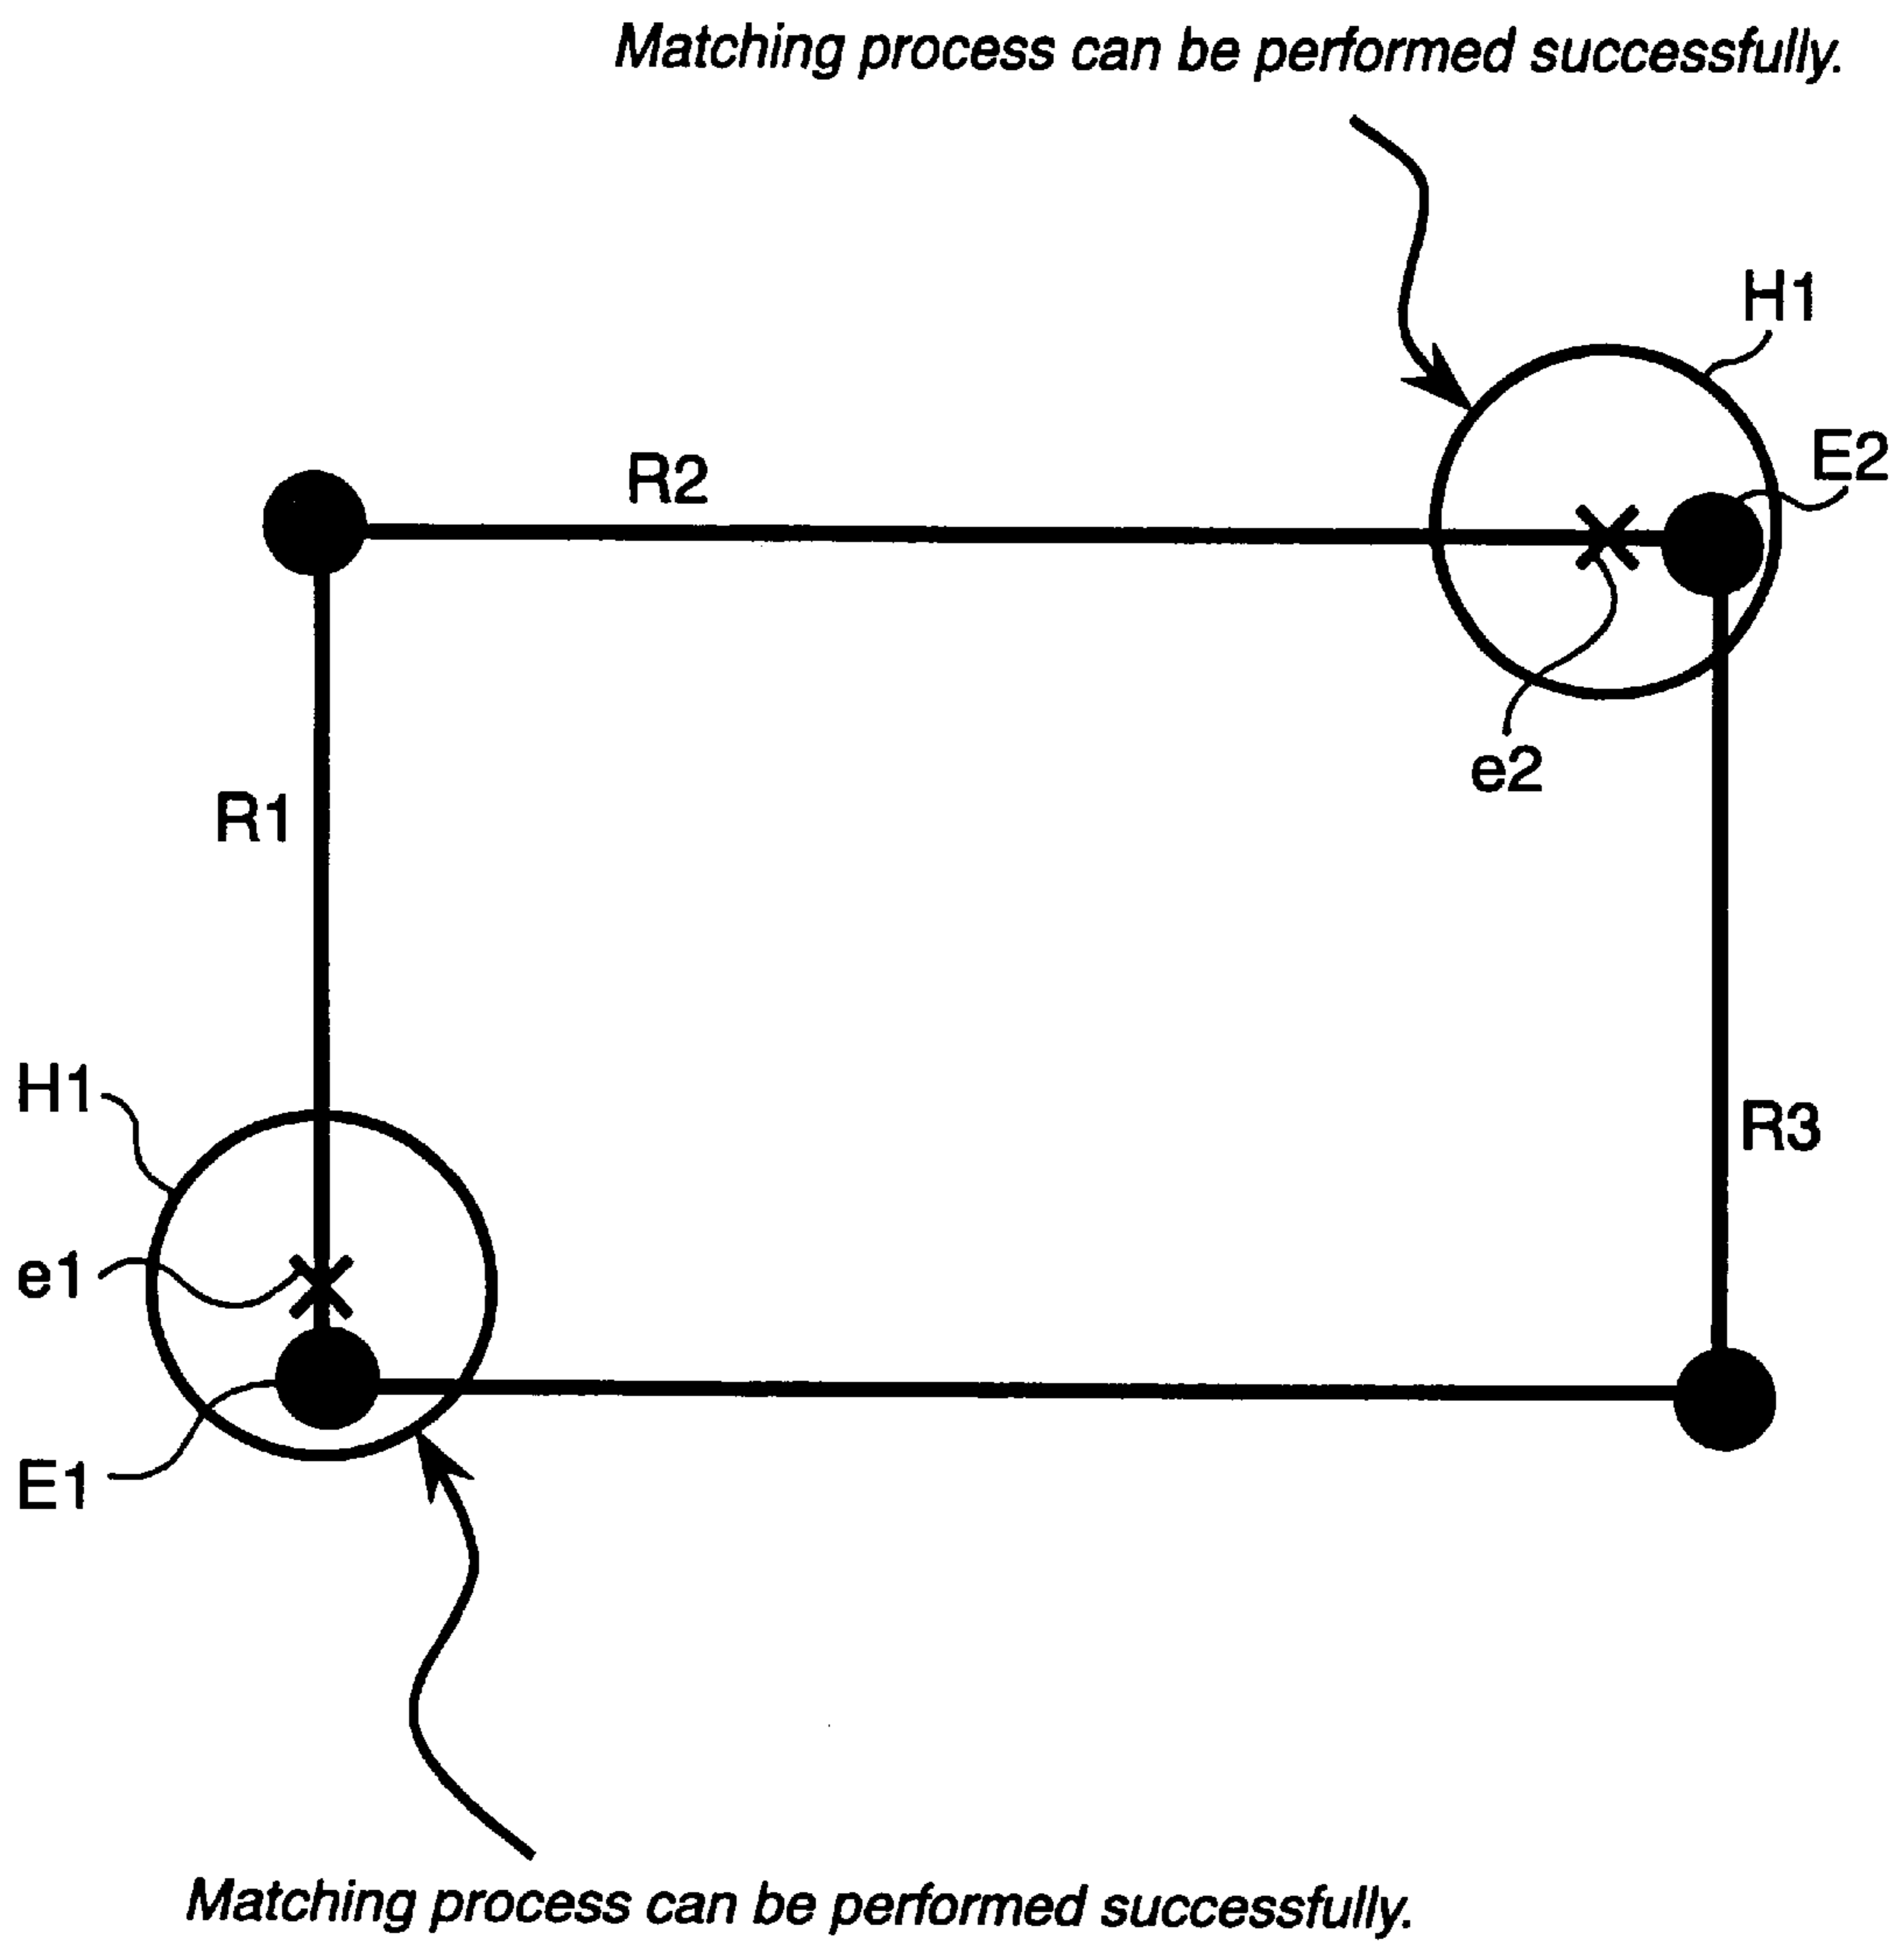 Matching process can be performed successfully.
H1
E2
R2
e2
R1
H1
R3
e1
E1
Matching process can be performed successfully.